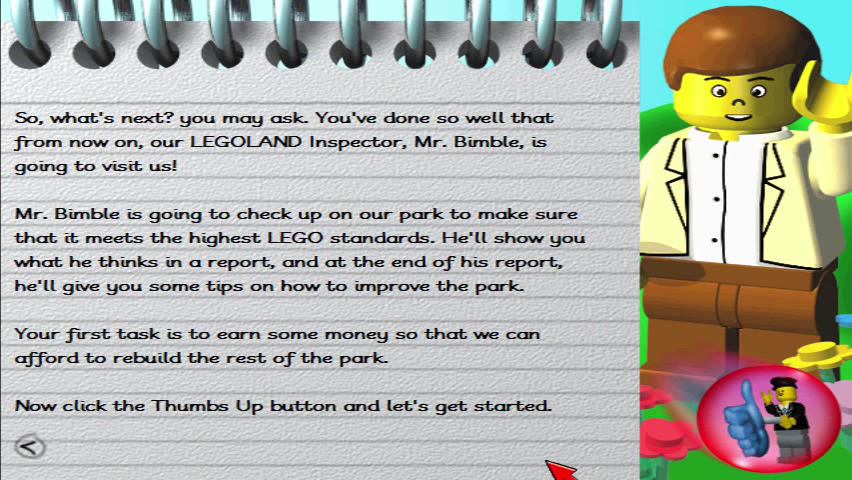 So, what's next? you may ask. You've done so well that
from now on, our LEGOLAND Inspector, Mr. Bimble, is
going to visit us!
Mr. Bimble is going to check up on our park to make sure
that it meets the highest LEGO standards. He'll show you
what he thinks in a report, and at the end of his report,
he'll give you some tips on how to improve the park.
Your first task is to earn some money so that we can
afford to rebuild the rest of the park.
Now click the Thumbs Up button and let's get started.